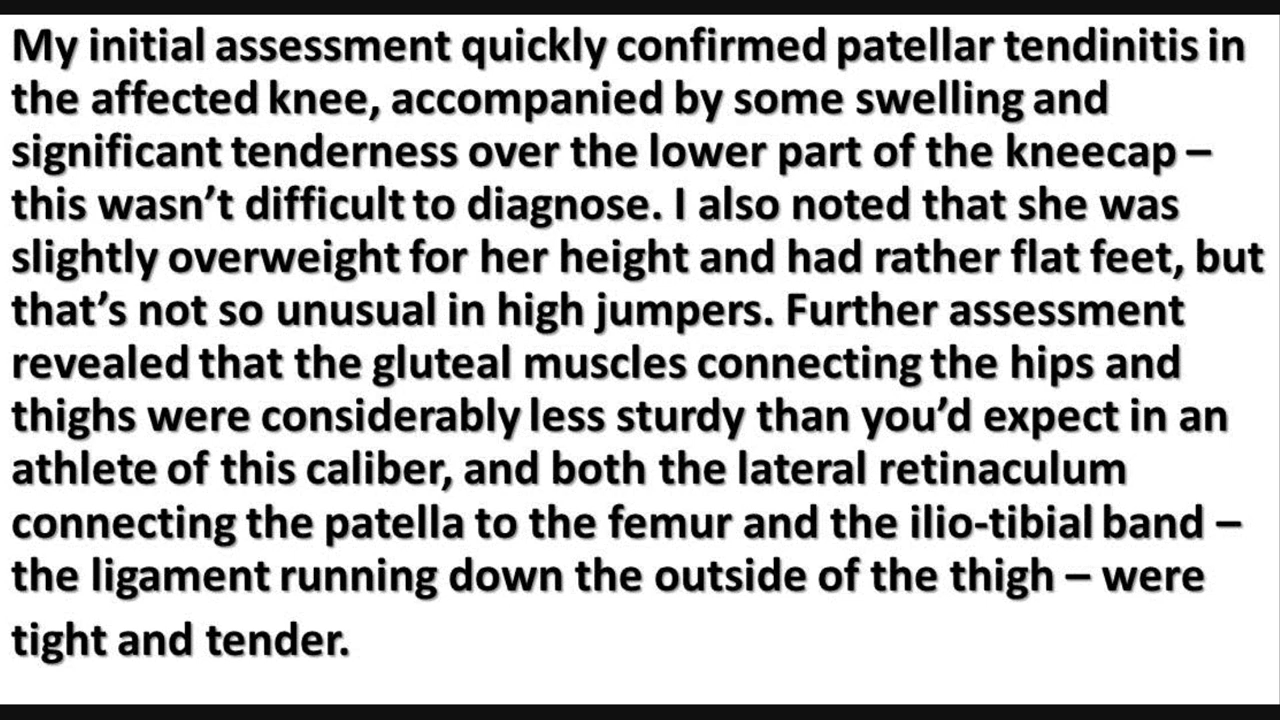 My initial assessment quickly confirmed patellar tendinitis in
the affected knee, accompanied by some swelling and
significant tenderness over the lower part of the kneecap –
this wasn’t difficult to diagnose. I also noted that she was
slightly overweight for her height and had rather flat feet, but
that’s not so unusual in high jumpers. Further assessment
revealed that the gluteal muscles connecting the hips and
thighs were considerably less sturdy than you’d expect in an
athlete of this caliber, and both the lateral retinaculum
connecting the patella to the femur and the ilio-tibial band –
the ligament running down the outside of the thigh – were
tight and tender.